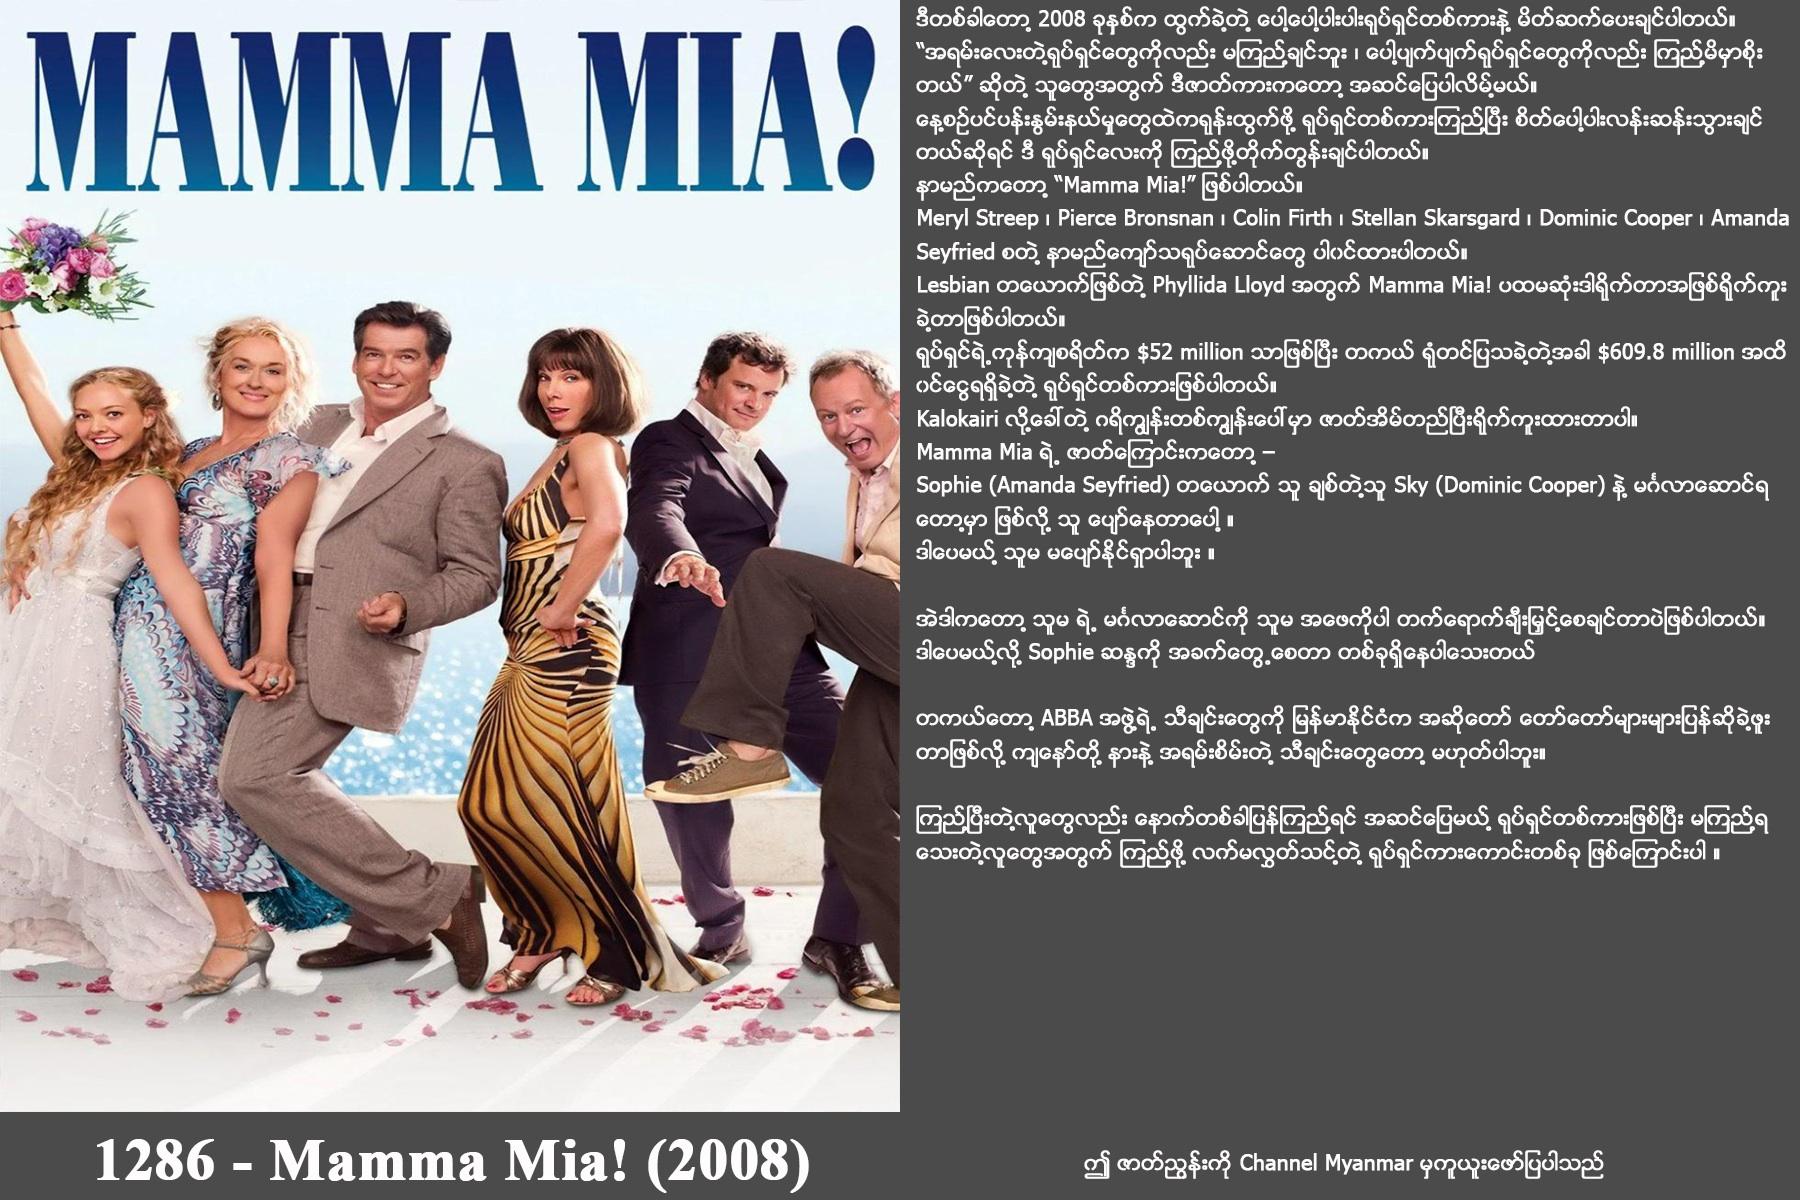 MAMMA MIA!
ဒီတစ်ခါတော့ 2008 ခုနှစ်က ထွက်ခဲ့တဲ့ ပေါ့ပေါ့ပါးပါးရုပ်ရှင်တစ်ကားနဲ့ မိတ်ဆက်ပေးချင်ပါတယ်။
“အရမ်းလေးတဲ့ရုပ်ရှင်တွေကိုလည်း မကြည့်ချင်ဘူး ၊ ပေါ့ပျက်ပျက်ရုပ်ရှင်တွေကိုလည်း ကြည့်မိမှာစိုး
တယ်” ဆိုတဲ့ သူတွေအတွက် ဒီဇာတ်ကားကတော့ အဆင်ပြေပါလိမ့်မယ်။
နေ့စဉ်ပင်ပန်းနွမ်းနယ်မှုတွေထဲကရုန်းထွက်ဖို့ ရုပ်ရှင်တစ်ကားကြည့်ပြီး စိတ်ပေါ့ပါးလန်းဆန်းသွားချင်
တယ်ဆိုရင် ဒီ ရုပ်ရှင်လေးကို ကြည့်ဖို့တိုက်တွန်းချင်ပါတယ်။
နာမည်ကတော့ “Mamma Mia!” ဖြစ်ပါတယ်။
Meryl Streep ၊ Pierce Bronsnan ၊ Colin Firth ၊ Stellan Skarsgard ၊ Dominic Cooper ၊ Amanda
Seyfried စတဲ့ နာမည်ကျော်သရုပ်ဆောင်တွေ ပါဝင်ထားပါတယ်။
Lesbian တယောက်ဖြစ်တဲ့ Phyllida Lloyd အတွက် Mamma Mia! ပထမဆုံးဒါရိုက်တာအဖြစ်ရိုက်ကူး
ခဲ့တာဖြစ်ပါတယ်။
ရုပ်ရှင်ရဲ့ကုန်ကျစရိတ်က $52 million သာဖြစ်ပြီး တကယ် ရုံတင်ပြသခဲ့တဲ့အခါ $609.8 million အထိ
ဝင်ငွေရရှိခဲ့တဲ့ ရုပ်ရှင်တစ်ကားဖြစ်ပါတယ်။
Kalokairi လို့ခေါ်တဲ့ ဂရိကျွန်းတစ်ကျွန်းပေါ်မှာ ဇာတ်အိမ်တည်ပြီးရိုက်ကူးထားတာပါ။
Mamma Mia ရဲ့ ဇာတ်ကြောင်းကတော့ –
Sophie (Amanda Seyfried) တယောက် သူ ချစ်တဲ့သူ Sky (Dominic Cooper) နဲ့ မင်္ဂလာဆောင်ရ
တော့မှာ ဖြစ်လို့ သူ ပျော်နေတာပေါ့ ။
ဒါပေမယ့် သူမ မပျော်နိုင်ရှာပါဘူး ။
အဲဒါကတော့ သူမ ရဲ့ မင်္ဂလာဆောင်ကို သူမ အဖေကိုပါ တက်ရောက်ချီးမြှင့်စေချင်တာပဲဖြစ်ပါတယ်။
ဒါပေမယ့်လို့ Sophie ဆန္ဒကို အခက်တွေ့စေတာ တစ်ခုရှိနေပါသေးတယ်
တကယ်တော့ ABBA အဖွဲ့ရဲ့ သီချင်းတွေကို မြန်မာနိုင်ငံက အဆိုတော် တော်တော်များများပြန်ဆိုခဲ့ဖူး
တာဖြစ်လို့ ကျနော်တို့ နားနဲ့ အရမ်းစိမ်းတဲ့ သီချင်းတွေတော့ မဟုတ်ပါဘူး။
ကြည့်ပြီးတဲ့လူတွေလည်း နောက်တစ်ခါပြန်ကြည့်ရင် အဆင်ပြေမယ့် ရုပ်ရှင်တစ်ကားဖြစ်ပြီး မကြည့်ရ
သေးတဲ့လူတွေအတွက် ကြည့်ဖို့ လက်မလွှတ်သင့်တဲ့ ရုပ်ရှင်ကားကောင်းတစ်ခု ဖြစ်ကြောင်းပါ ။
1286 - Mamma Mia! (2008)
ဤ ဇာတ်ညွှန်းကို Channel Myanmar မှကူယူးဖော်ပြပါသည်